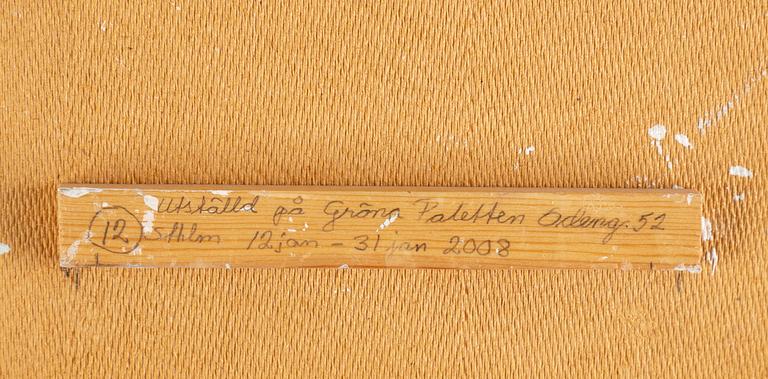 Utställd på Gröna Paletten Odeng. 52
12 Sthlm 12 jan - 31 jan 2008